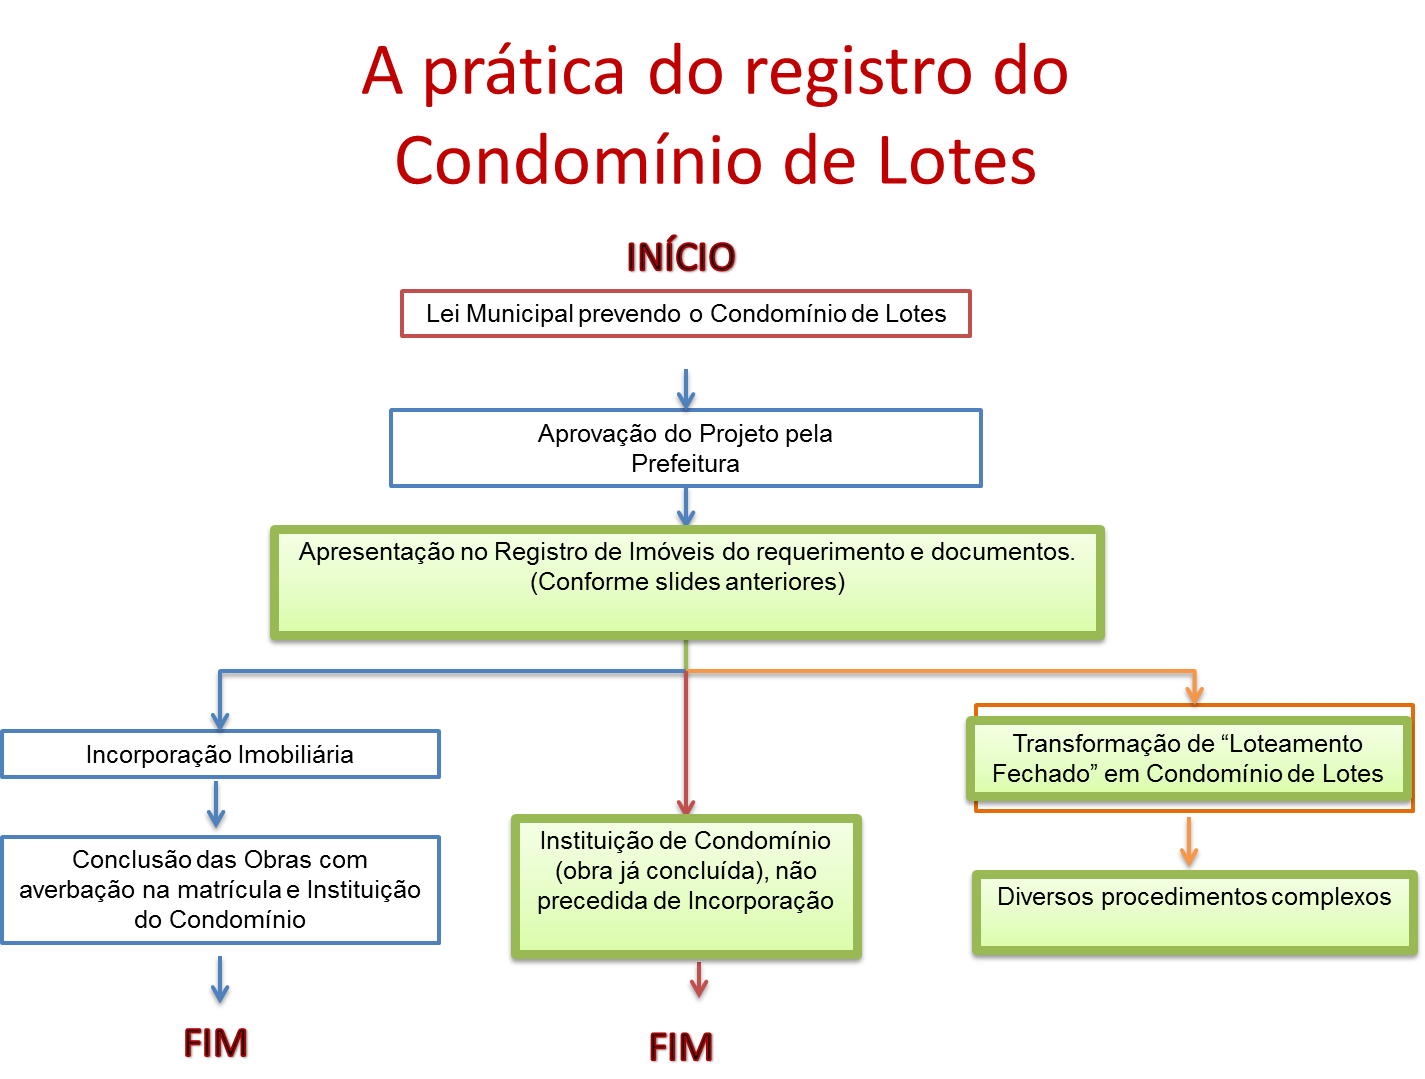 A prática do registro do
Condomínio de Lotes
INÍCIO
Lei Municipal prevendo o Condomínio de Lotes
Aprovação do Projeto pela
Prefeitura
Apresentação no Registro de Imóveis do requerimento e documentos.
(Conforme slides anteriores)
Incorporação Imobiliária
Conclusão das Obras com
averbação na matrícula e Instituição
do Condomínio
FIM
Instituição de Condomínio
(obra já concluída), não
precedida de Incorporação
FIM
Transformação de “Loteamento
Fechado” em Condomínio de Lotes
Diversos procedimentos complexos